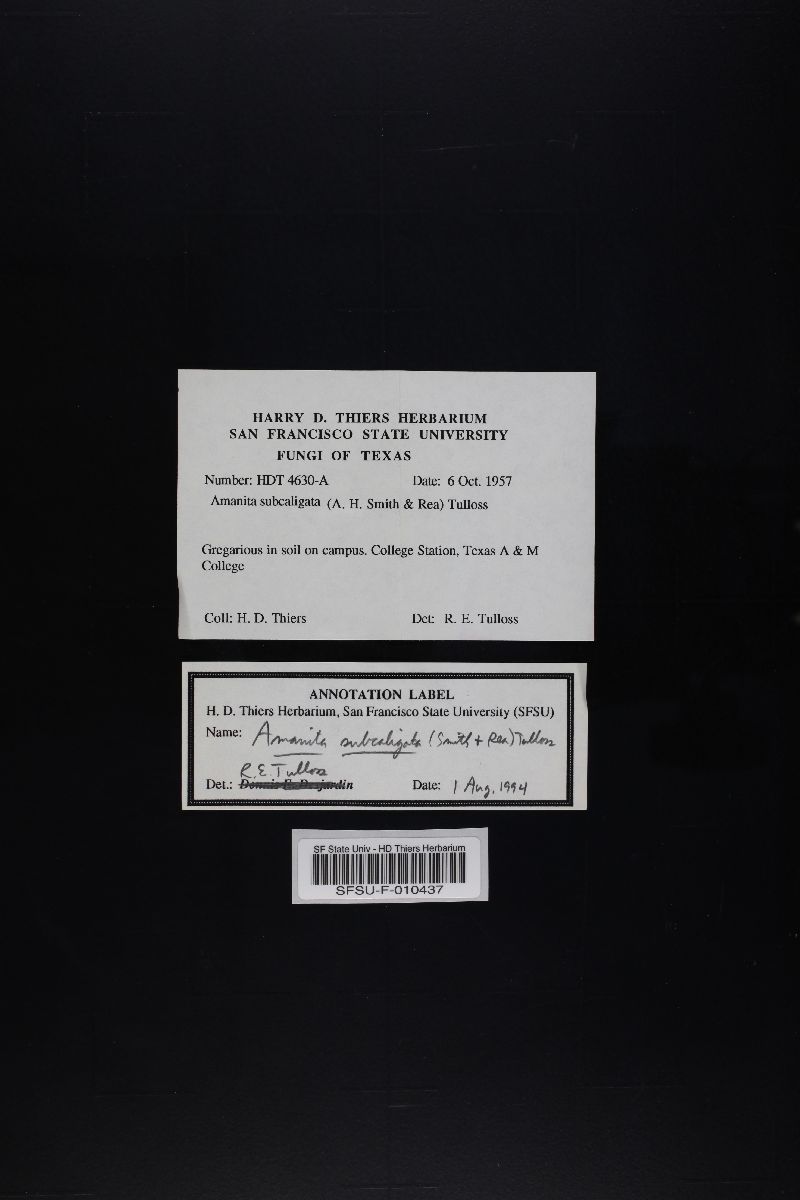 HARRY D. THIERS HERBARIUM
SAN FRANCISCO STATE UNIVERSITY
FUNGI OF TEXAS
Number: HDT 4630-A Date: 6 Oct. 1957
Amanita subcaligata (A. H. Smith & Rea) Tulloss
Gregarious in soil on campus. College Station, Texas A & M
College
Coll: H. D. Thiers Det: R. E. Tulloss
ANNOTATION LABEL
H. D. Thiers Herbarium, San Francisco State University (SFSU)
Name: Amanita subcaligata (Smith + Rea) Tulloss
R.E. Tulloss
Det.: Dennis E. Desjardin Date: 1 Aug. 1994
SF State Univ - HD Thiers Herbarium
SFSU-F-010437